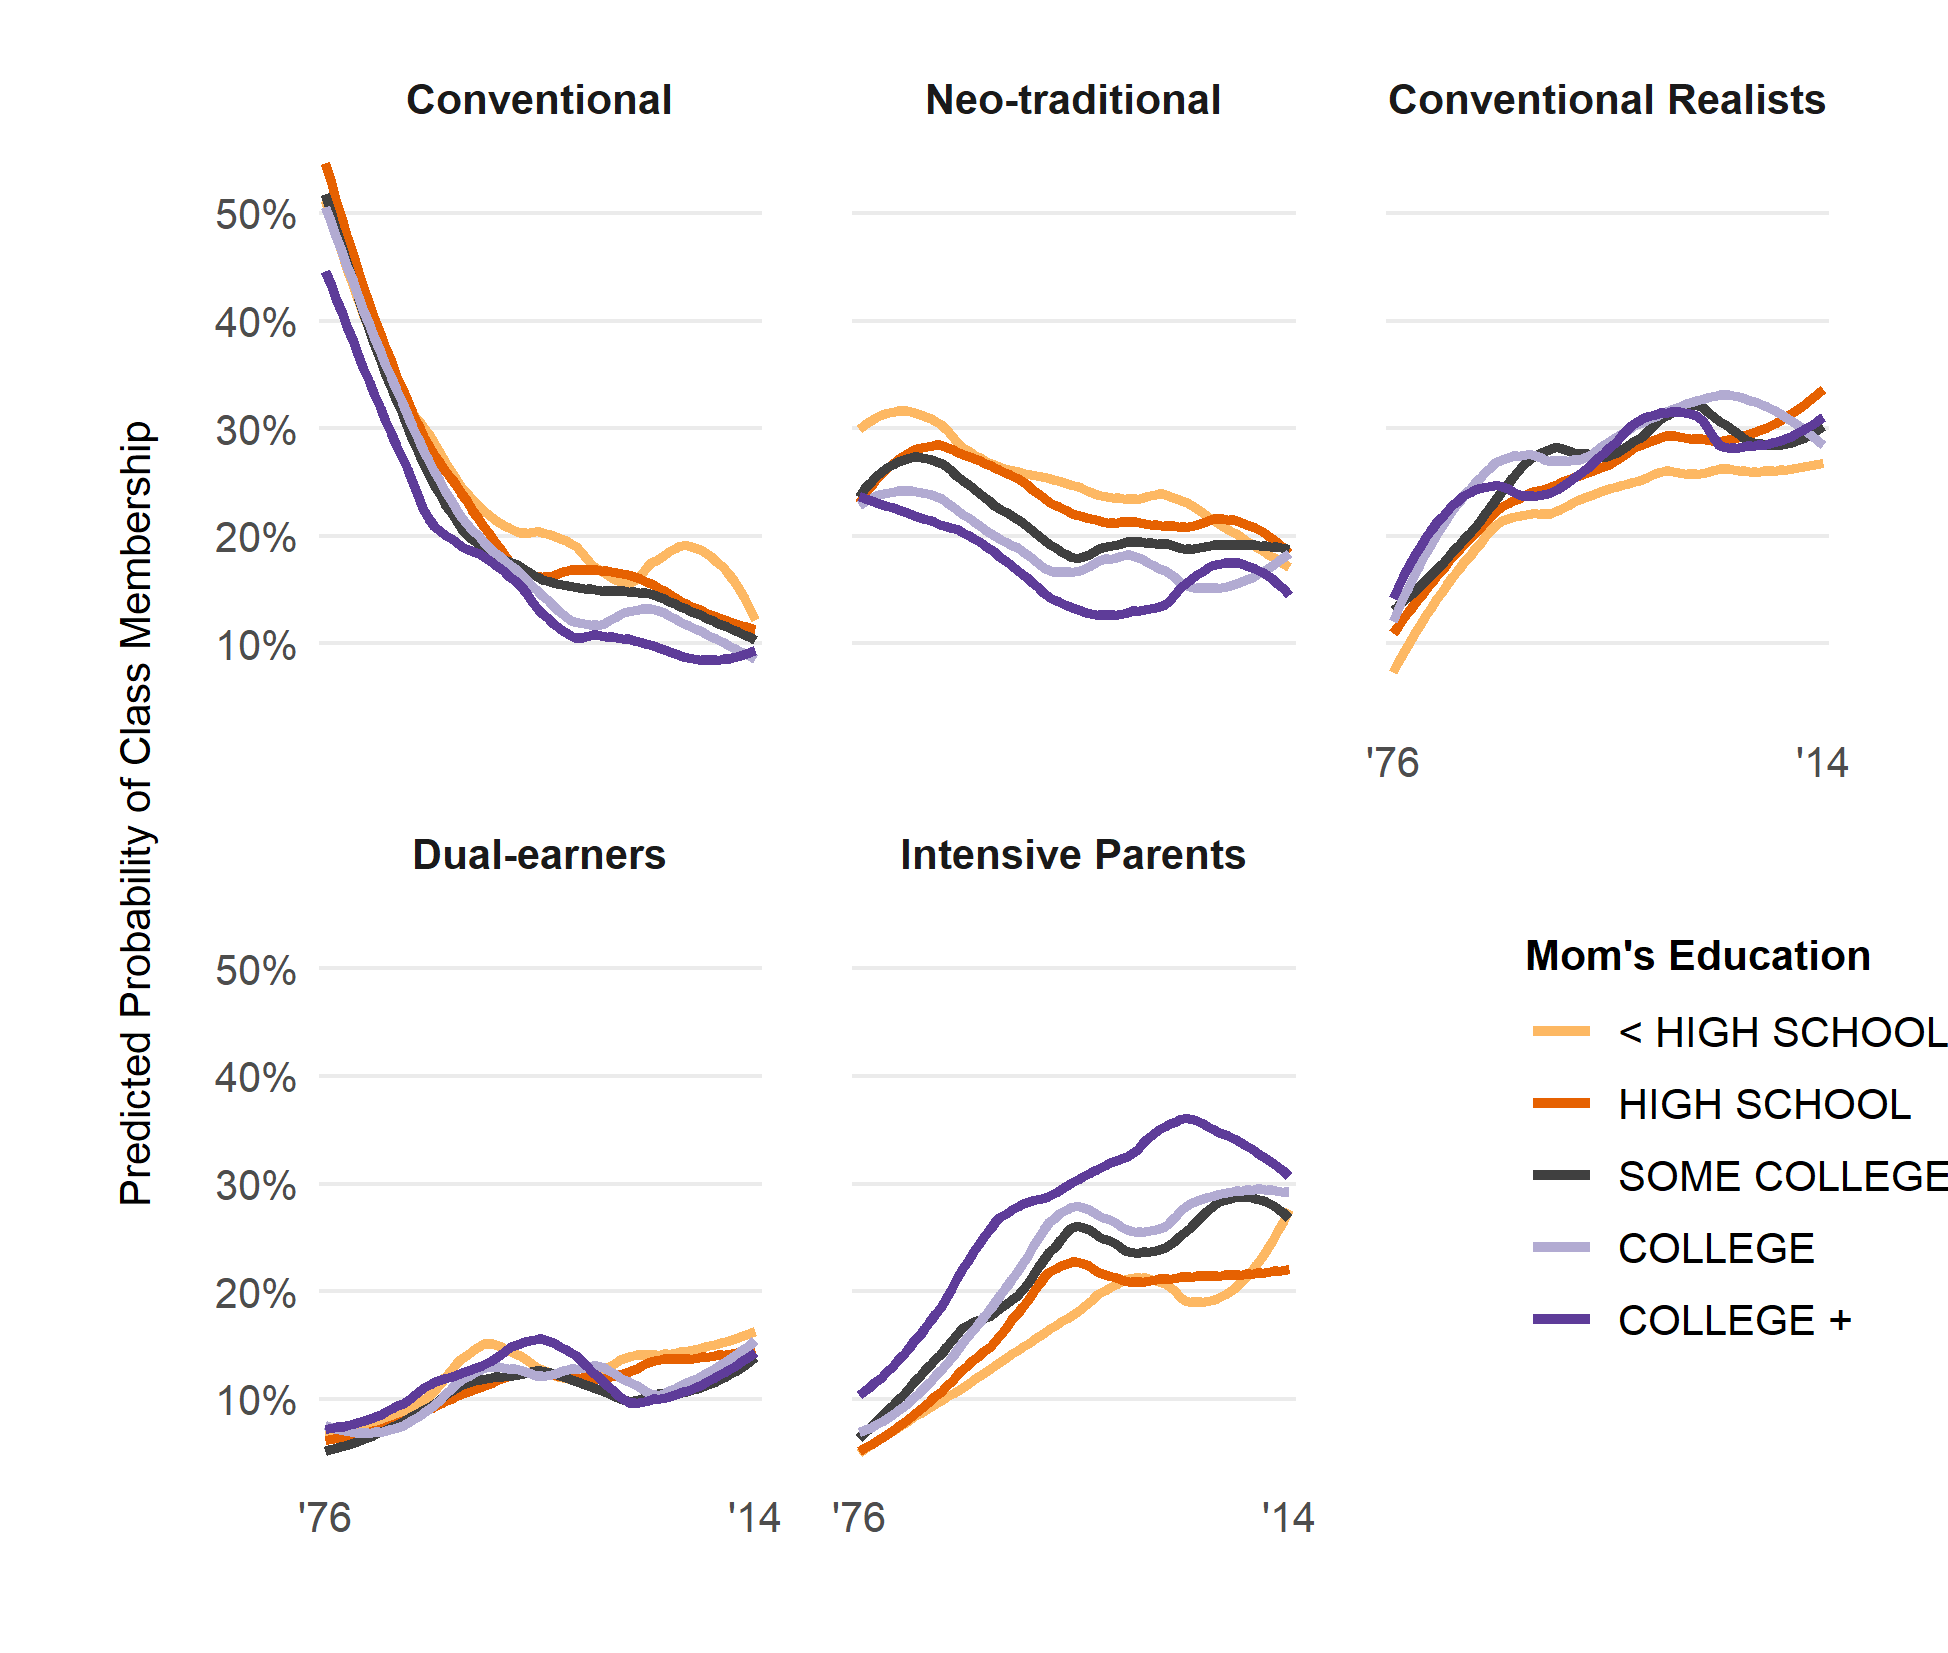 Conventional
Neo-traditional
Conventional Realists
50%
40%
30%
20%
10%
'76
'14
Predicted Probability of Class Membership
Dual-earners
Intensive Parents
50%
40%
30%
20%
10%
'76
'14
'76
'14
Mom's Education
< HIGH SCHOOL
HIGH SCHOOL
SOME COLLEGE
COLLEGE
COLLEGE +